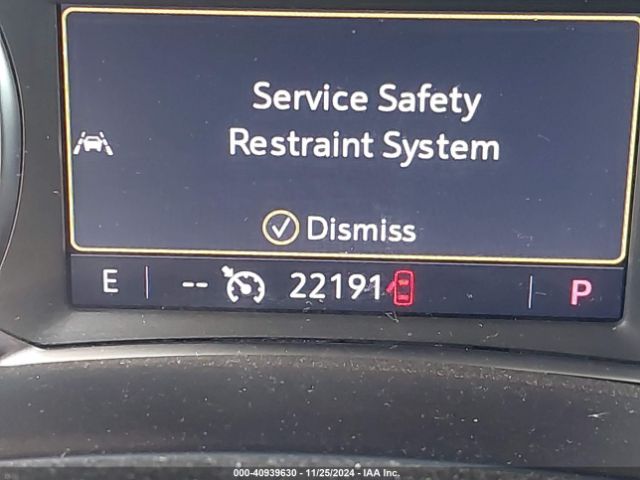 Service Safety
Restraint System
Dismiss
E -- 22191 P
000-40939630 - 11/25/2024 - IAA Inc.